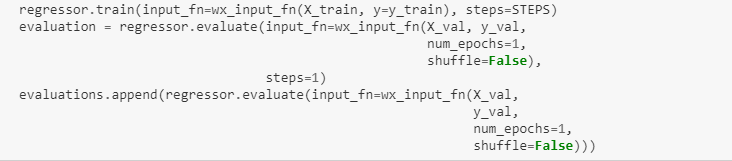 regressor.train(input_fn=wx_input_fn(X_train, y=y_train), steps=STEPS)
evaluation = regressor.evaluate(input_fn=wx_input_fn(X_val, y_val,
num_epochs=1,
shuffle=False),
steps=1)
evaluations.append(regressor.evaluate(input_fn=wx_input_fn(X_val,
y_val,
num_epochs=1,
shuffle=False)))